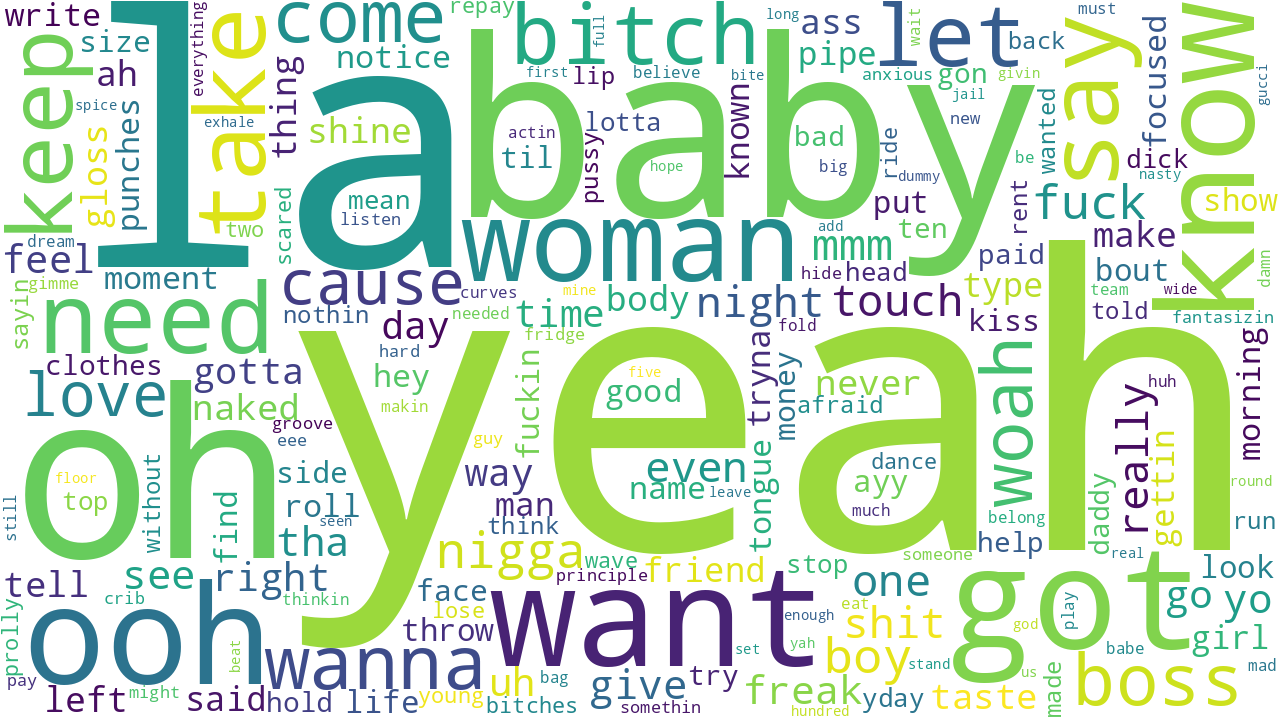 write
size
ah
keep
spice
everything
exhale
take
thing
come
notice
repay
shine
mean
listen
scared
gloss
punches
la
baby
bitch
long
full
first
believe
bite
lip
actin
til
lotta
pussy
hope
ass
pipe
anxious
known
bad
big
ride
dummy
let
wait
gon
givin
jail
new
back
must
say
focused
know
gucci
wanted
be
dick
nasty
show
fuck
rent
put
ten
add
mmm
hide
head
woman
two
dream
feel
gimme
moment
sayin
need
cause
nothin
curves
needed
day
time
mine
body
night
touch
fold
fridge
paid
type
kiss
make
bout
team
told
wide
damn
fantasizin
clothes
love
gotta
naked
hard
hey
makin
groove
eee
fuckin
good
five
guy
tryna
money
never
afraid
woah
really
huh
morning
oh
yeah
floor
top
still
without
find
side
roll
seen
tha
way
man
think
even
name
leave
tongue
dance
ayy
much
belong
help
daddy
gettin
round
run
real
someone
tell
see
right
thinkin
crib
prolly
ooh
beat
wanna
face
lose
throw
nigga
wave
principle
friend
stop
want
enough
eat
one
shit
god
got
play
go
look
yo
girl
pay
left
might
said
hold
life
young
uh
bitches
bag
somethin
give
set
try
yah
freak
hundred
boy
yday
stand
taste
us
made
babe
boss
mad